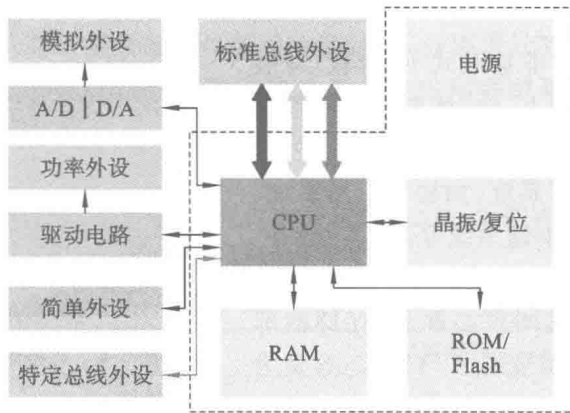 模拟外设
标准总线外设
电源
A/D | D/A
功率外设
驱动电路
CPU
晶振/复位
简单外设
RAM
ROM/
Flash
特定总线外设